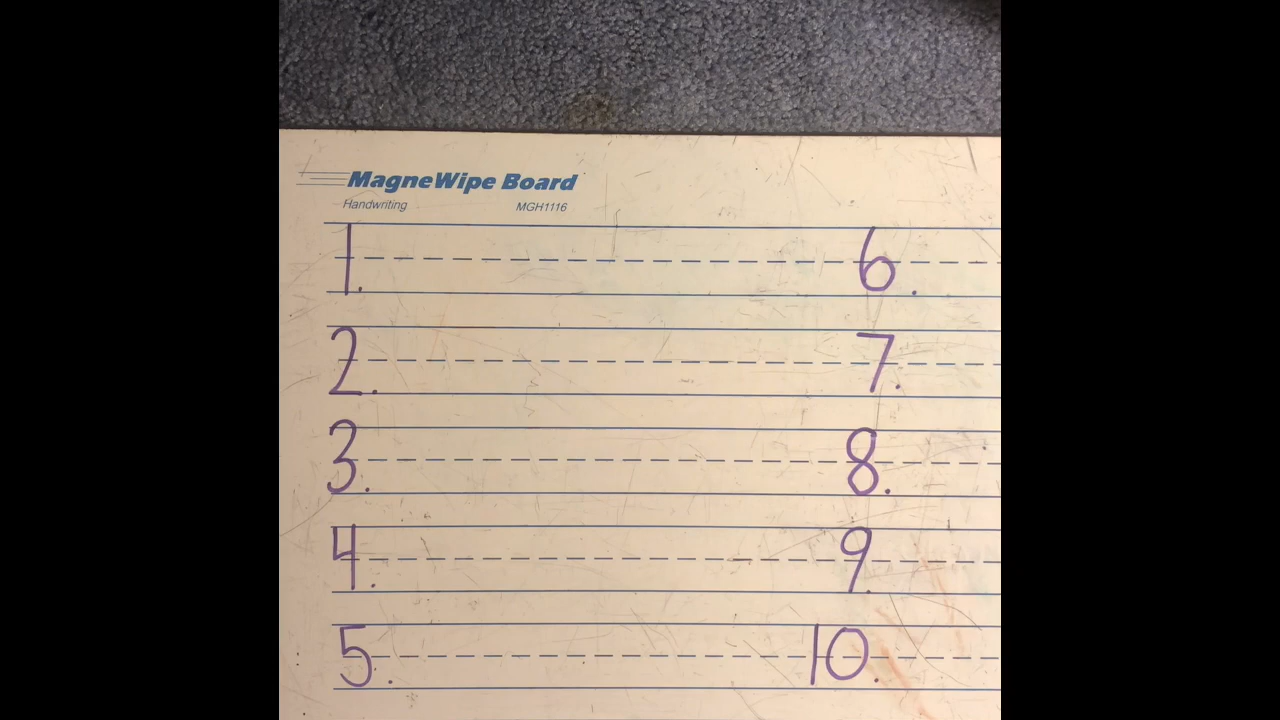 MagneWipe Board
Handwriting MGH1116
1. 6.
2. 7.
3. 8.
4. 9.
5. 10.